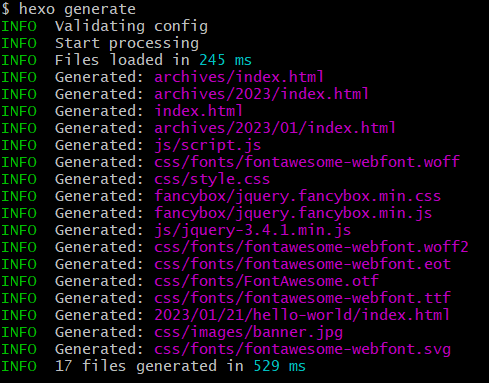 $ hexo generate
INFO  Validating config
INFO  Start processing
INFO  Files loaded in 245 ms
INFO  Generated: archives/index.html
INFO  Generated: archives/2023/index.html
INFO  Generated: index.html
INFO  Generated: archives/2023/01/index.html
INFO  Generated: js/script.js
INFO  Generated: css/fonts/fontawesome-webfont.woff
INFO  Generated: css/style.css
INFO  Generated: fancybox/jquery.fancybox.min.css
INFO  Generated: fancybox/jquery.fancybox.min.js
INFO  Generated: js/jquery-3.4.1.min.js
INFO  Generated: css/fonts/fontawesome-webfont.woff2
INFO  Generated: css/fonts/fontawesome-webfont.eot
INFO  Generated: css/fonts/FontAwesome.otf
INFO  Generated: css/fonts/fontawesome-webfont.ttf
INFO  Generated: 2023/01/21/hello-world/index.html
INFO  Generated: css/images/banner.jpg
INFO  Generated: css/fonts/fontawesome-webfont.svg
INFO  17 files generated in 529 ms